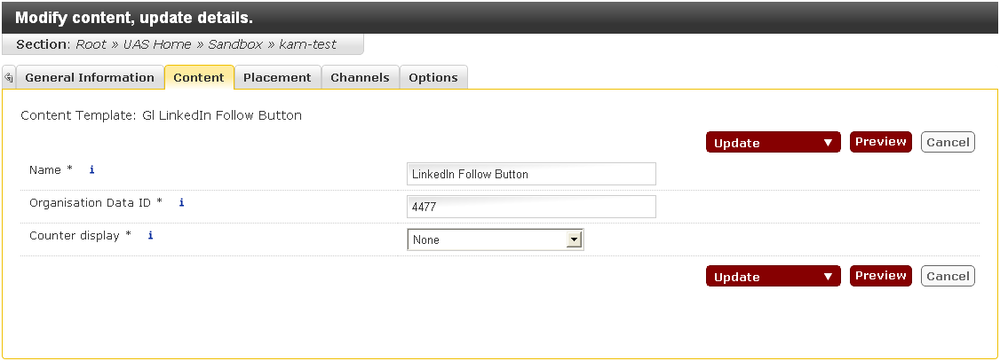 Modify content, update details.
Section: Root » UAS Home » Sandbox » kam-test
General Information Content Placement Channels Options
Content Template: Gl LinkedIn Follow Button
Update ▼ Preview Cancel
Name * i LinkedIn Follow Button
Organisation Data ID * i 4477
Counter display * i None
Update ▼ Preview Cancel